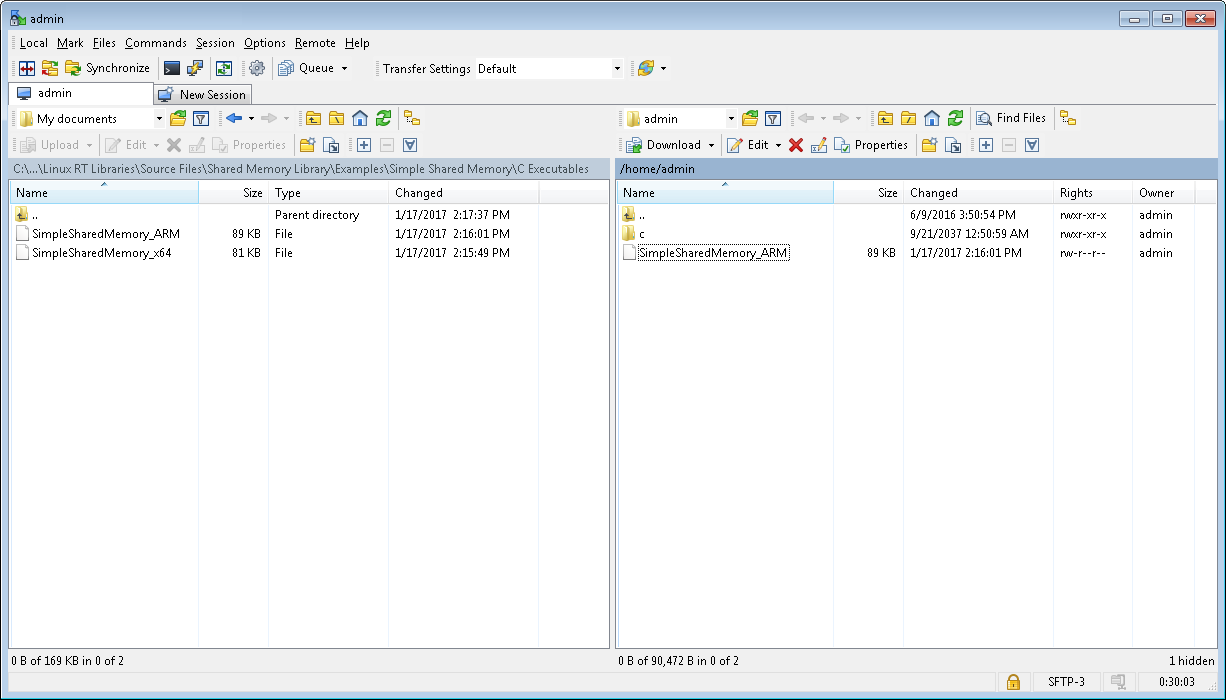 admin
Local Mark Files Commands Session Options Remote Help
Synchronize Queue Transfer Settings Default
admin New Session
My documents admin Find Files
Upload Edit Properties Download Edit Properties
C:\...\Linux RT Libraries\Source Files\Shared Memory Library\Examples\Simple Shared Memory\C Executables /home/admin
Name Size Type Changed Name Size Changed Rights Owner
.. Parent directory 1/17/2017 2:17:37 PM .. 6/9/2016 3:50:54 PM rwxr-xr-x admin
SimpleSharedMemory_ARM 89 KB File 1/17/2017 2:16:01 PM c 9/21/2037 12:50:59 AM rwxr-xr-x admin
SimpleSharedMemory_x64 81 KB File 1/17/2017 2:15:49 PM SimpleSharedMemory_ARM 89 KB 1/17/2017 2:16:01 PM rw-r--r-- admin
0 B of 169 KB in 0 of 2 0 B of 90,472 B in 0 of 2 1 hidden
SFTP-3 0:30:03